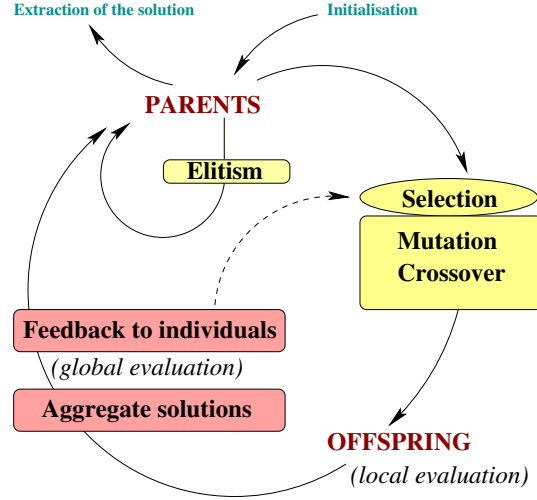 Extraction of the solution
Initialisation
PARENTS
Elitism
Selection
Mutation
Crossover
Feedback to individuals
(global evaluation)
Aggregate solutions
OFFSPRING
(local evaluation)